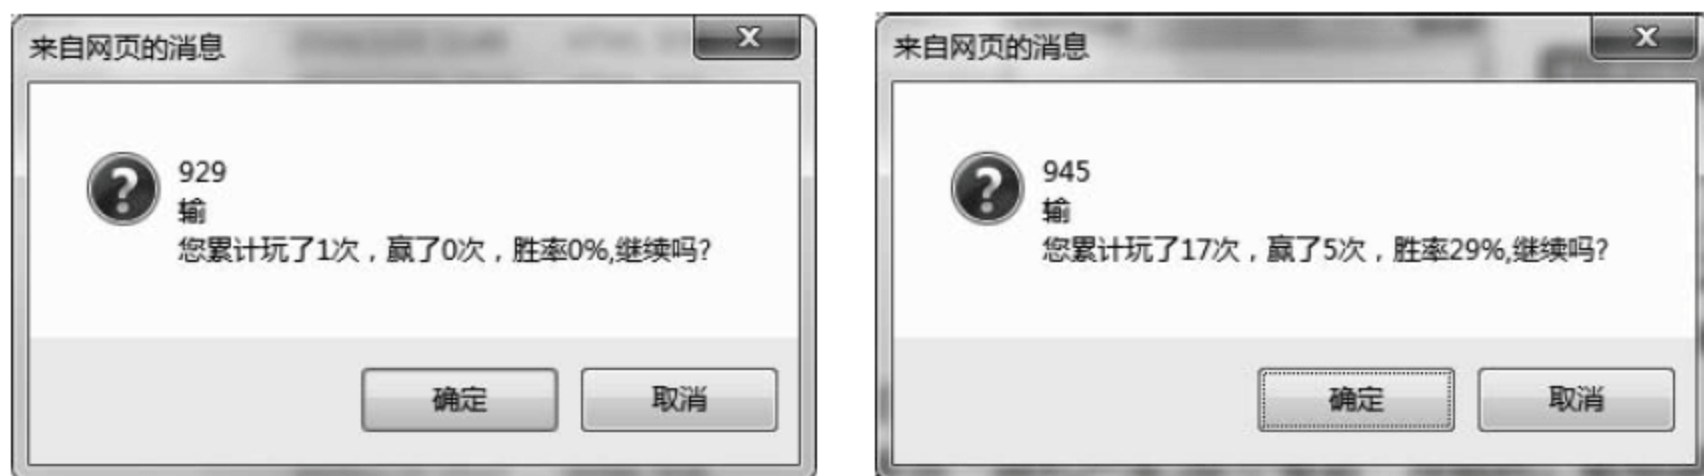 来自网页的消息
929
输
您累计玩了1次，赢了0次，胜率0%,继续吗?
确定
取消
来自网页的消息
945
输
您累计玩了17次，赢了5次，胜率29%,继续吗?
确定
取消